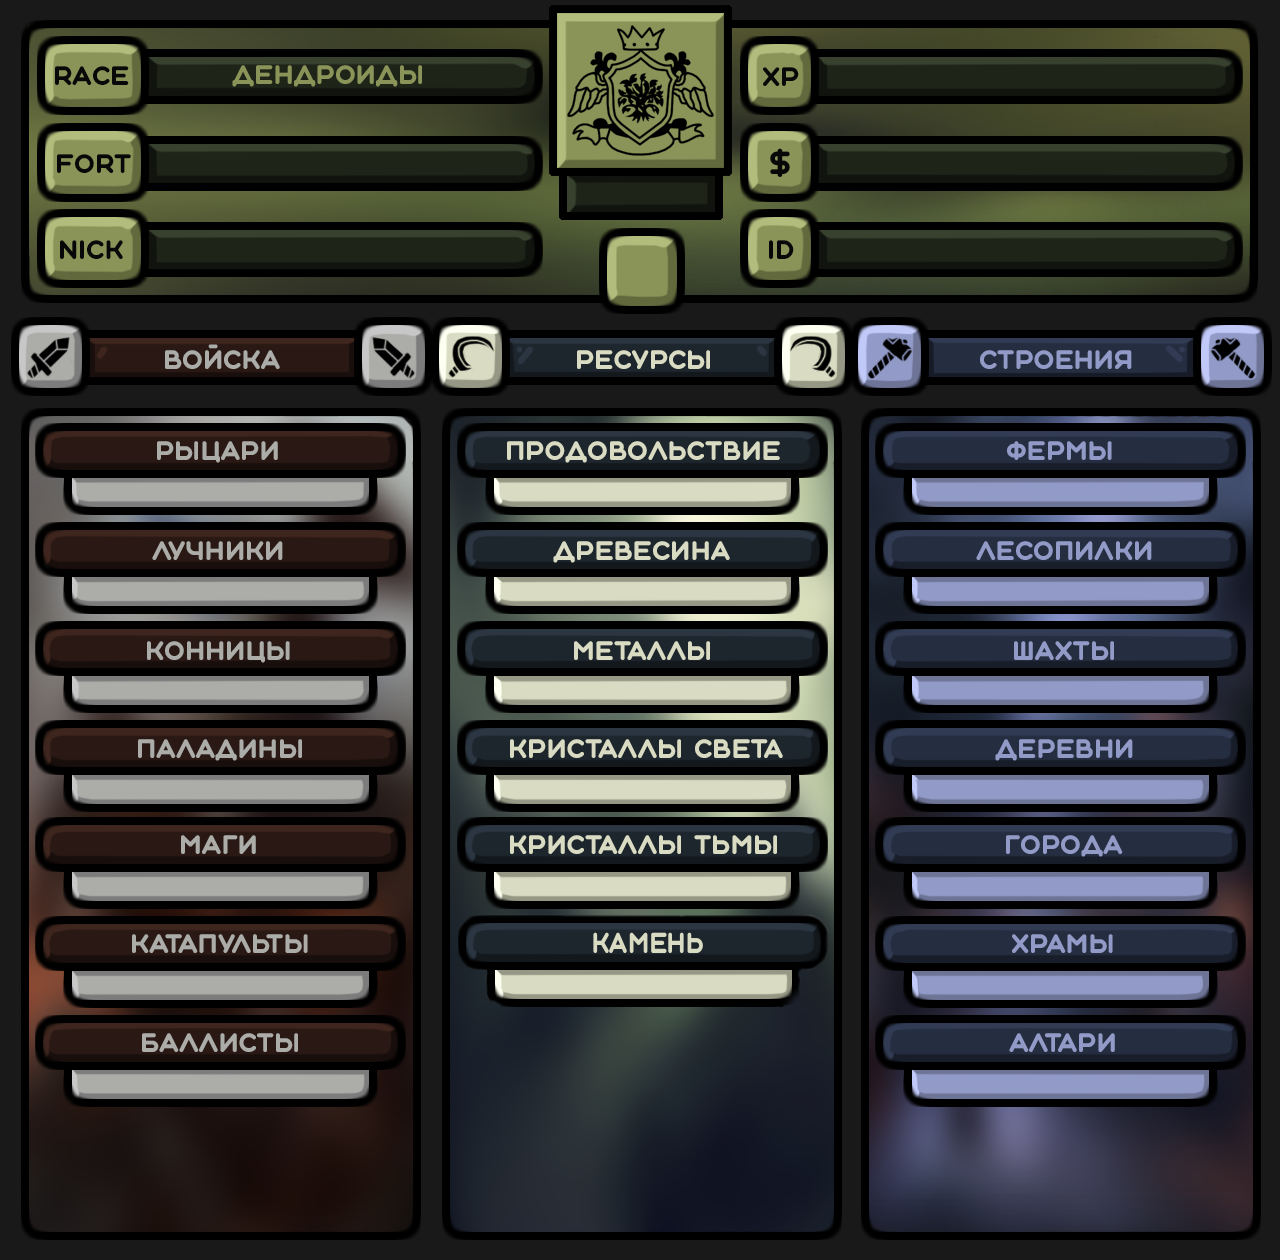 RACE ДЕНДРОИДЫ
XP
FORT
$
NICK
ID
ВОЙСКА
РЕСУРСЫ
СТРОЕНИЯ
РЫЦАРИ
ЛУЧНИКИ
КОННИЦЫ
ПАЛАДИНЫ
МАГИ
КАТАПУЛЬТЫ
БАЛЛИСТЫ
ПРОДОВОЛЬСТВИЕ
ДРЕВЕСИНА
МЕТАЛЛЫ
КРИСТАЛЛЫ СВЕТА
КРИСТАЛЛЫ ТЬМЫ
КАМЕНЬ
ФЕРМЫ
ЛЕСОПИЛКИ
ШАХТЫ
ДЕРЕВНИ
ГОРОДА
ХРАМЫ
АЛТАРИ